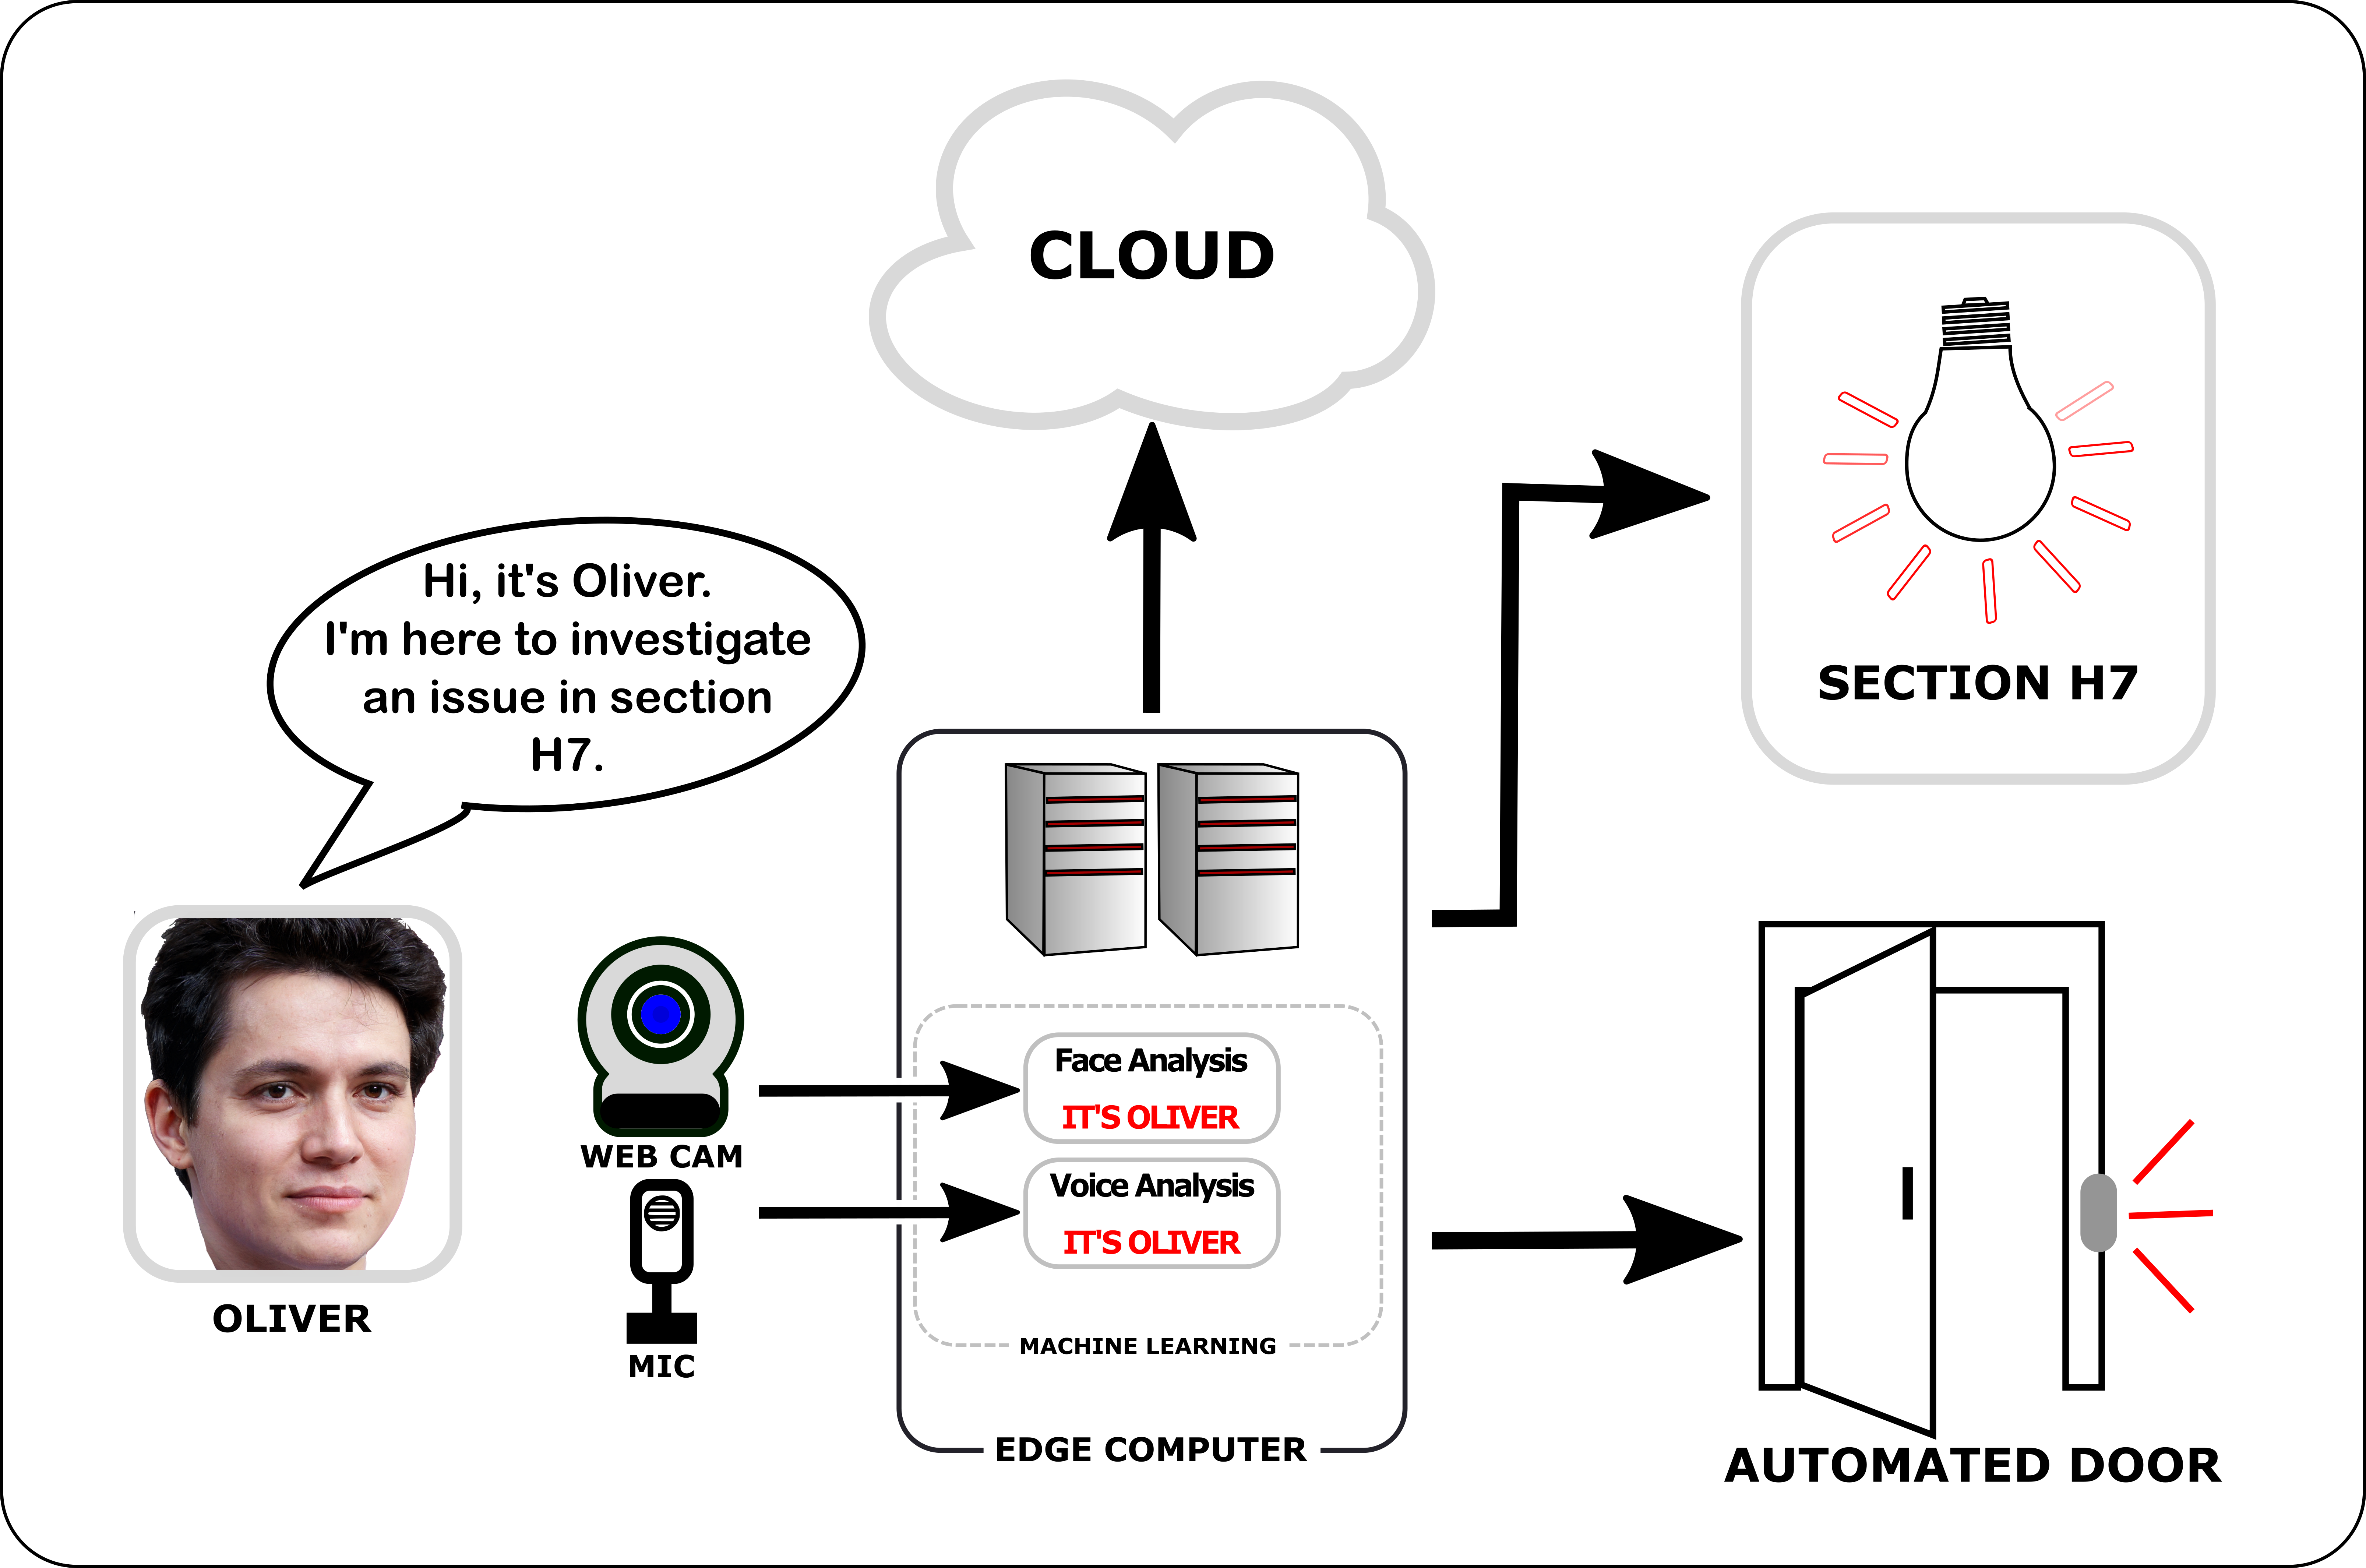 CLOUD
Hi, it's Oliver.
I'm here to investigate
an issue in section
H7.
SECTION H7
OLIVER
WEB CAM
MIC
Face Analysis
IT'S OLIVER
Voice Analysis
IT'S OLIVER
MACHINE LEARNING
EDGE COMPUTER
AUTOMATED DOOR